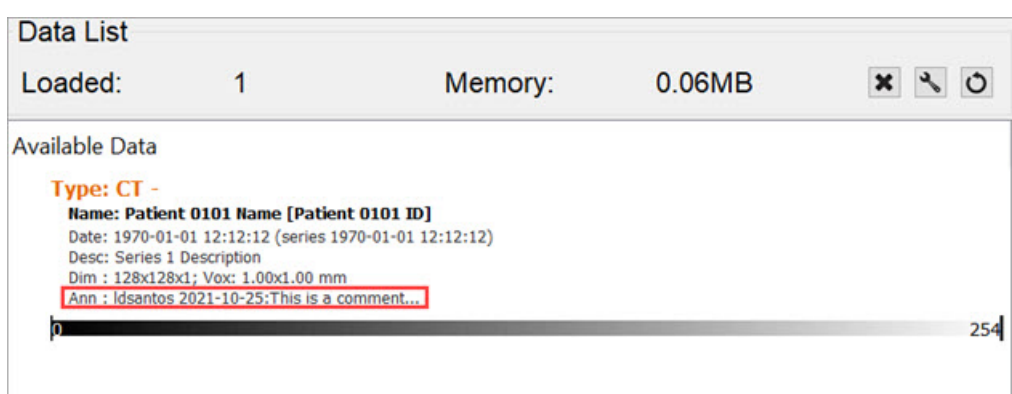 Data List
Loaded: 1 Memory: 0.06MB
Available Data
Type: CT -
Name: Patient 0101 Name [Patient 0101 ID]
Date: 1970-01-01 12:12:12 (series 1970-01-01 12:12:12)
Desc: Series 1 Description
Dim : 128x128x1; Vox: 1.00x1.00 mm
Ann : ldsantos 2021-10-25:This is a comment...
0 254